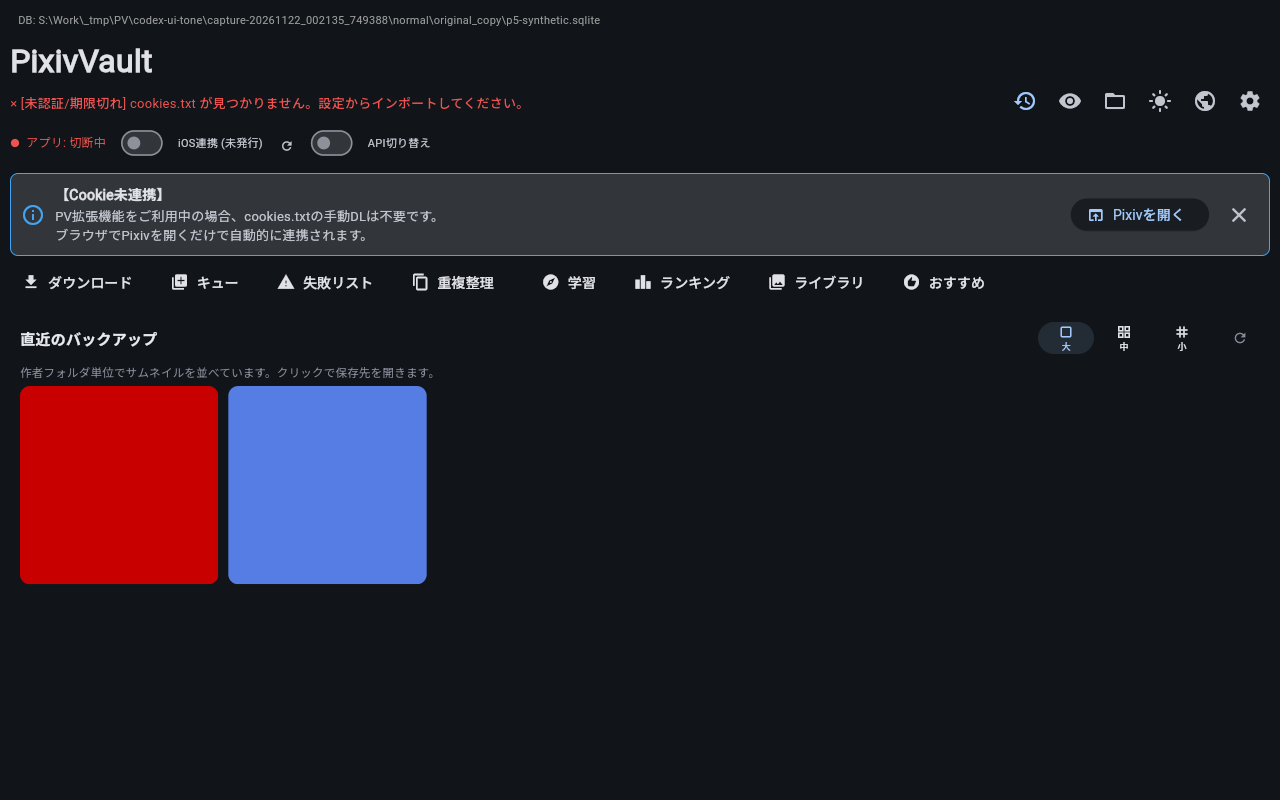 DB: S:\Work\_tmp\PV\codex-ui-tone\capture-20261122_002135_749388\normal\original_copy\p5-synthetic.sqlite
PixivVault
× [未認証/期限切れ] cookies.txt が見つかりません。設定からインポートしてください。
アプリ: 切断中 iOS連携 (未発行) API切り替え
【Cookie未連携】
PV拡張機能をご利用中の場合、cookies.txtの手動DLは不要です。
ブラウザでPixivを開くだけで自動的に連携されます。
Pixivを開く
ダウンロード キュー 失敗リスト 重複整理 学習 ランキング ライブラリ おすすめ
直近のバックアップ
大 中 小
作者フォルダ単位でサムネイルを並べています。クリックで保存先を開きます。